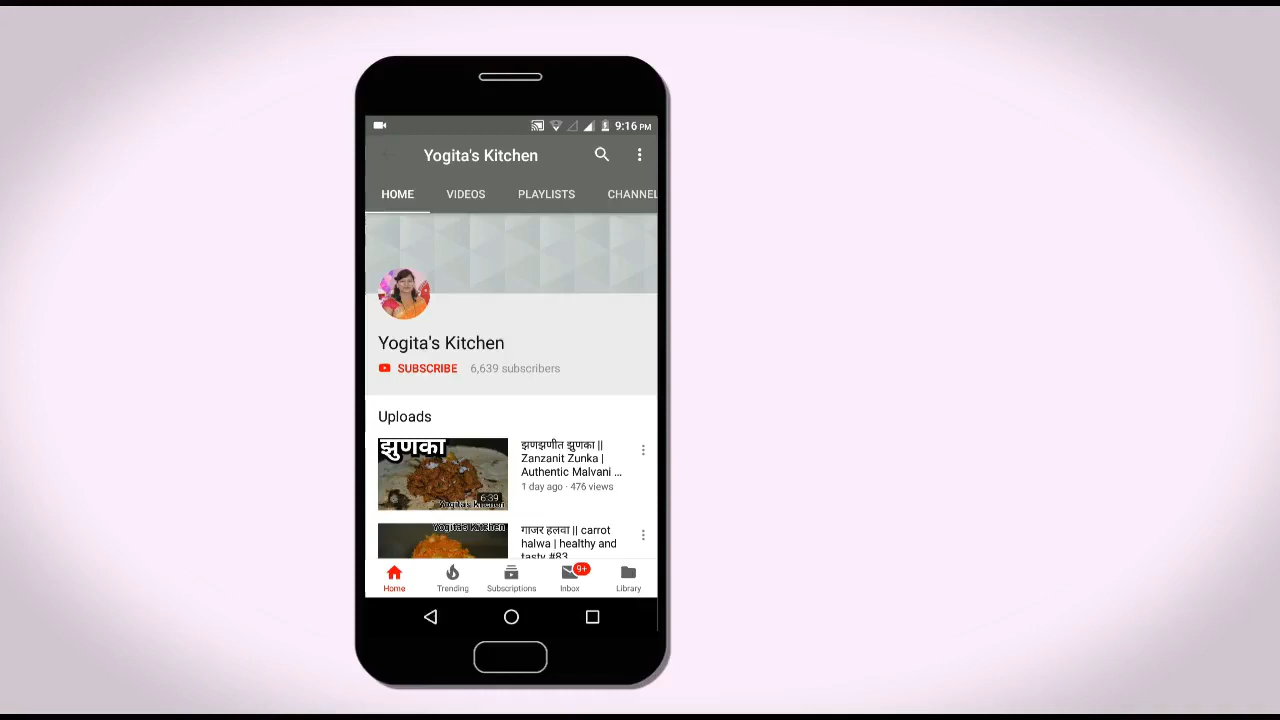 9:16 PM
Yogita's Kitchen
HOME VIDEOS PLAYLISTS CHANNEL
Yogita's Kitchen
SUBSCRIBE 6,639 subscribers
Uploads
झुणका
6:39
Yogita's Kitchen
झणझणीत झुणका ||
Zanzanit Zunka |
Authentic Malvani ...
1 day ago · 476 views
Yogita's Kitchen
गाजर हलवा || carrot
halwa | healthy and
tasty #83
9+
Home Trending Subscriptions Inbox Library